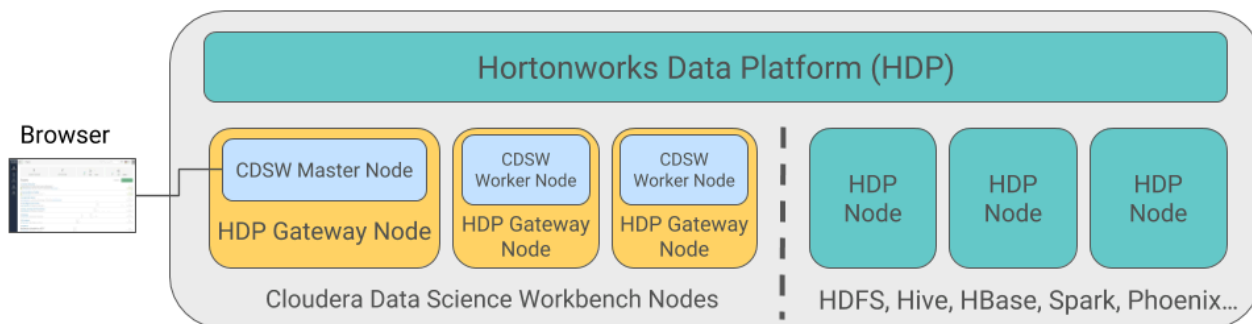 Hortonworks Data Platform (HDP)
Browser
CDSW Master Node
HDP Gateway Node
CDSW
Worker Node
HDP Gateway
Node
CDSW
Worker Node
HDP Gateway
Node
HDP
Node
HDP
Node
HDP
Node
Cloudera Data Science Workbench Nodes
HDFS, Hive, HBase, Spark, Phoenix...